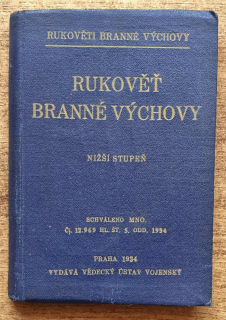 RUKOVĚTI BRANNÉ VÝCHOVY
RUKOVĚŤ
BRANNÉ VÝCHOVY
NIŽŠÍ STUPEŇ
SCHVÁLENO MNO.
Čj. 12.949 HL. ŠT. 5. ODD. 1934
PRAHA 1934
VYDÁVÁ VĚDECKÝ ÚSTAV VOJENSKÝ